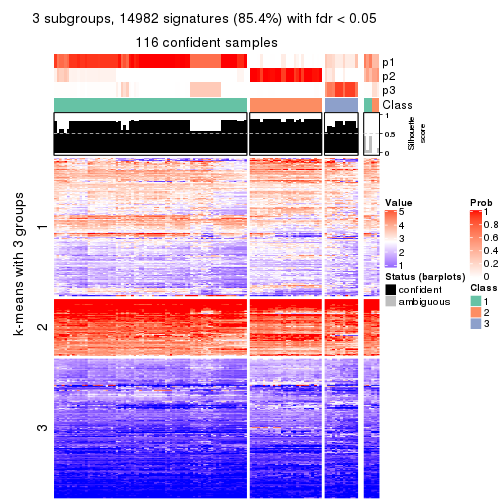 3 subgroups, 14982 signatures (85.4%) with fdr < 0.05
116 confident samples
p1
p2
p3
Class
1
0.5
0
Silhouette
score
k-means with 3 groups
1
2
3
Value
5
4
3
2
1
Status (barplots)
confident
ambiguous
Prob
1
0.8
0.6
0.4
0.2
0
Class
1
2
3